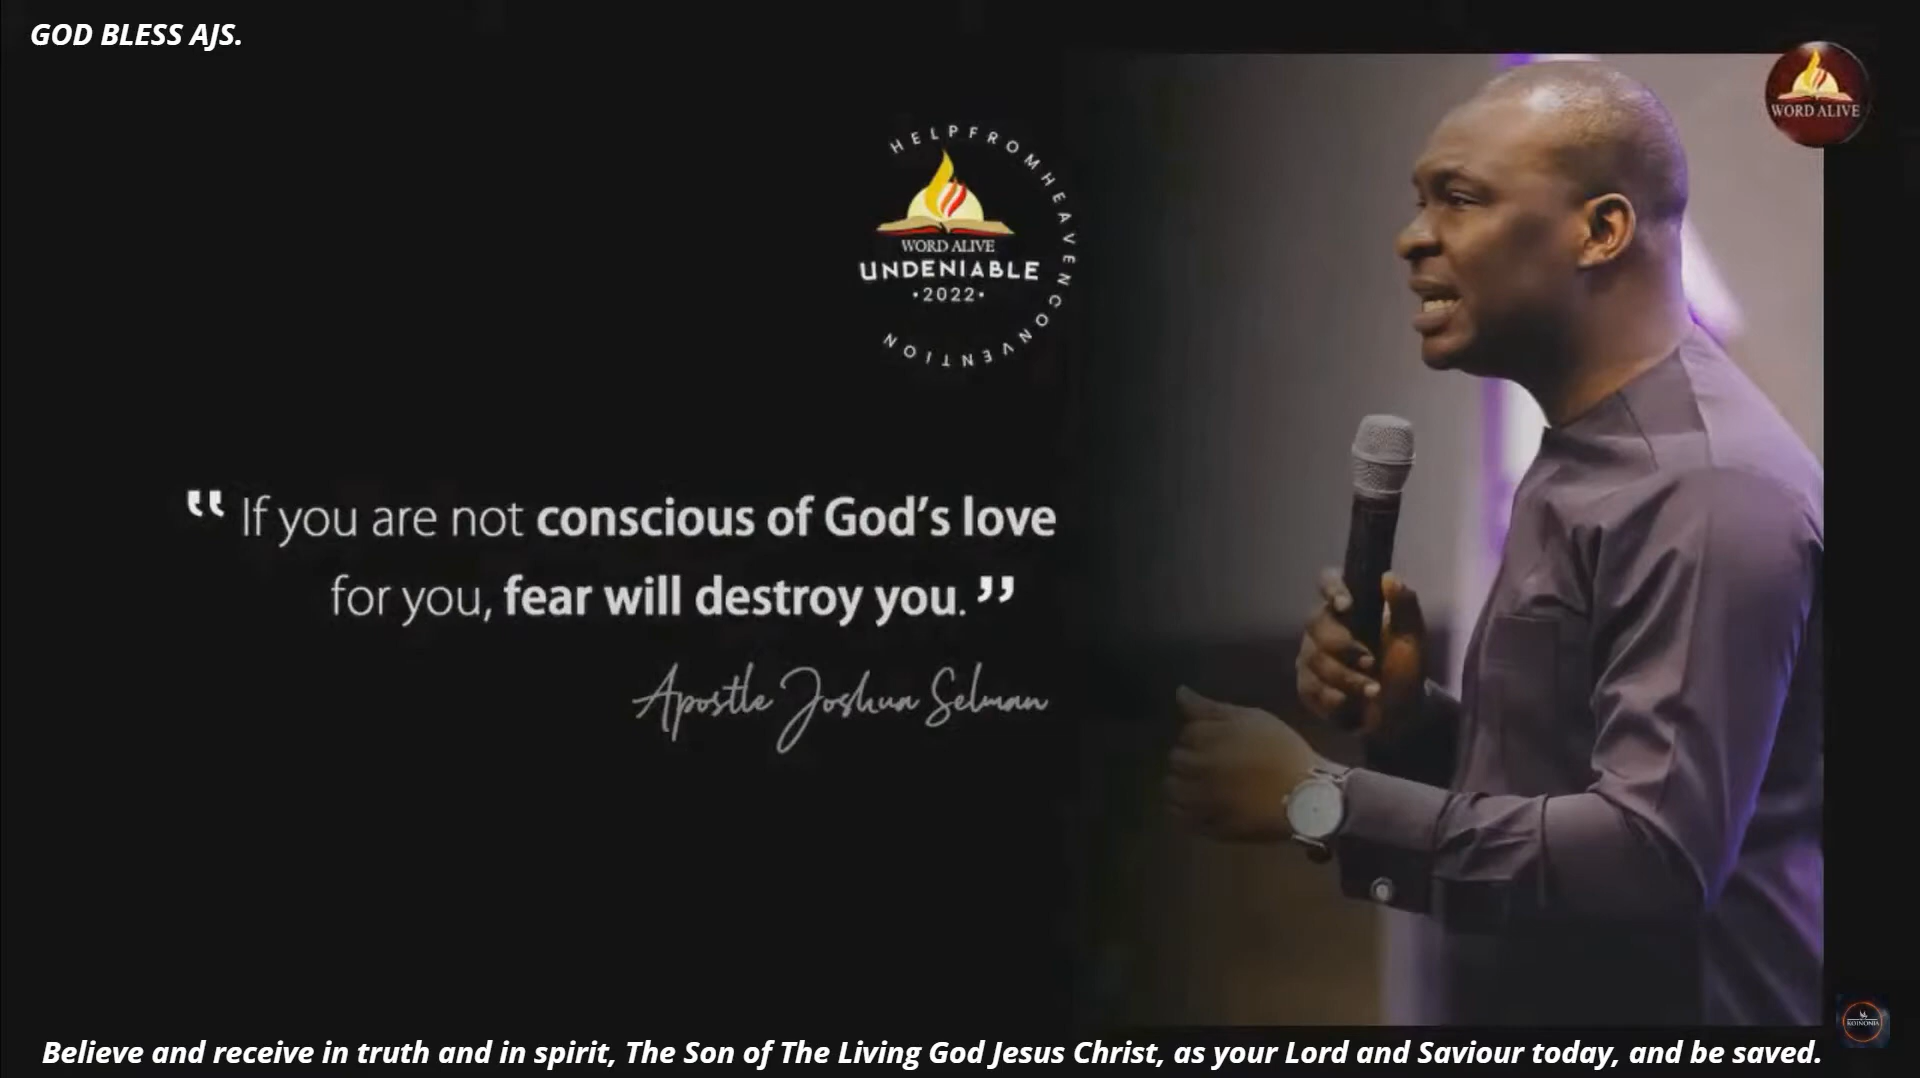 GOD BLESS AJS.
WORD ALIVE
HELP FROM HEAVEN CONVENTION
WORD ALIVE
UNDENIABLE
•2022•
“ If you are not conscious of God’s love
for you, fear will destroy you. ”
Apostle Joshua Selman
KOINONIA
Believe and receive in truth and in spirit, The Son of The Living God Jesus Christ, as your Lord and Saviour today, and be saved.